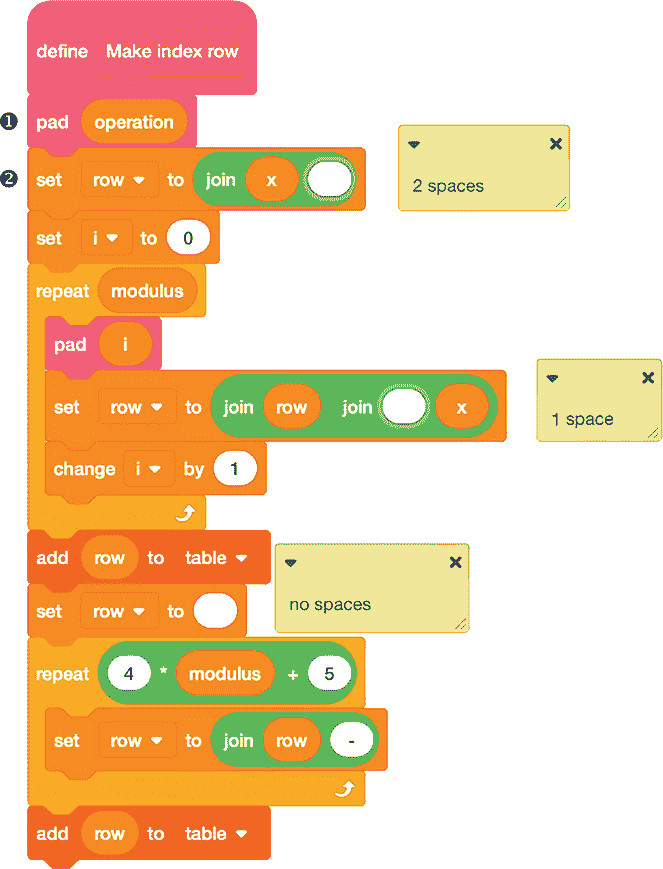 define Make index row
❶ pad operation
❷ set row to join x
2 spaces
set i to 0
repeat modulus
pad i
set row to join row join x
1 space
change i by 1
add row to table
set row to
no spaces
repeat 4 * modulus + 5
set row to join row -
add row to table